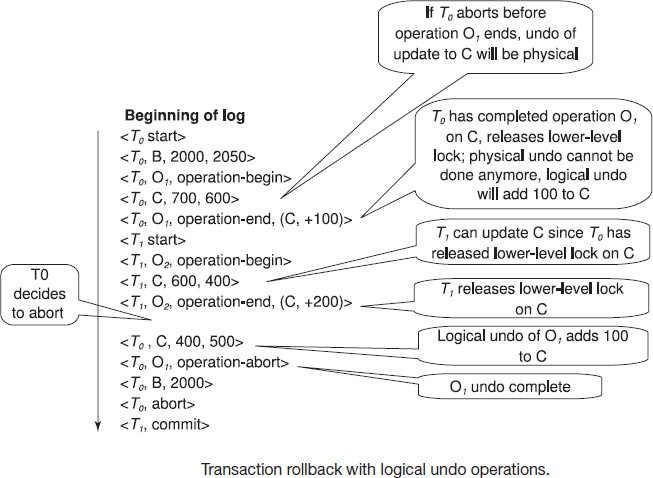 If T0 aborts before
operation O1 ends, undo of
update to C will be physical
Beginning of log
<T0 start>
<T0, B, 2000, 2050>
<T0, O1, operation-begin>
<T0, C, 700, 600>
<T0, O1, operation-end, (C, +100)>
<T1 start>
<T1, O2, operation-begin>
<T1, C, 600, 400>
<T1, O2, operation-end, (C, +200)>
<T0 , C, 400, 500>
<T0, O1, operation-abort>
<T0, B, 2000>
<T0, abort>
<T1, commit>
T0 has completed operation O1
on C, releases lower-level
lock; physical undo cannot be
done anymore, logical undo
will add 100 to C
T1 can update C since T0 has
released lower-level lock on C
T0
decides
to abort
T1 releases lower-level lock
on C
Logical undo of O1 adds 100
to C
O1 undo complete
Transaction rollback with logical undo operations.